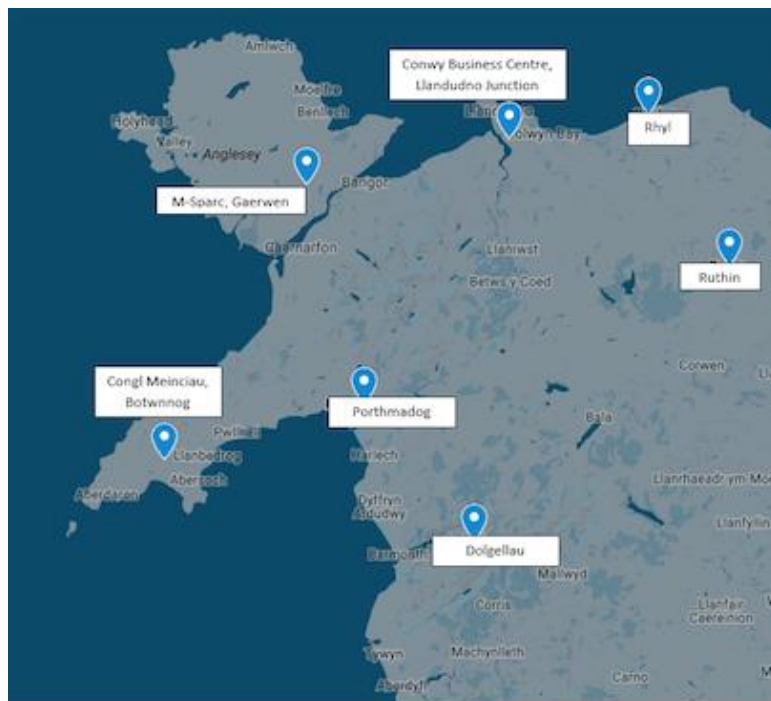 Amlwch
Conwy Business Centre,
Llandudno Junction
Moelfre
Benllech
Holyhead
Valley
Anglesey
Colwyn Bay
Rhyl
M-Sparc, Gaerwen
Bangor
Caernarfon
Llanrwst
Betws y Coed
Ruthin
Corwen
Congl Meinciau,
Botwnnog
Porthmadog
Bala
Pwllheli
Llanbedrog
Abersoch
Aberdaron
Harlech
Dyffryn
Ardudwy
Llanrhaeadr ym Mo
Llanfyllin
Dolgellau
Barmouth
Mallwyd
Corris
Llanfair
Caereinion
Tywyn
Machynlleth
Carno
Aberdyfi